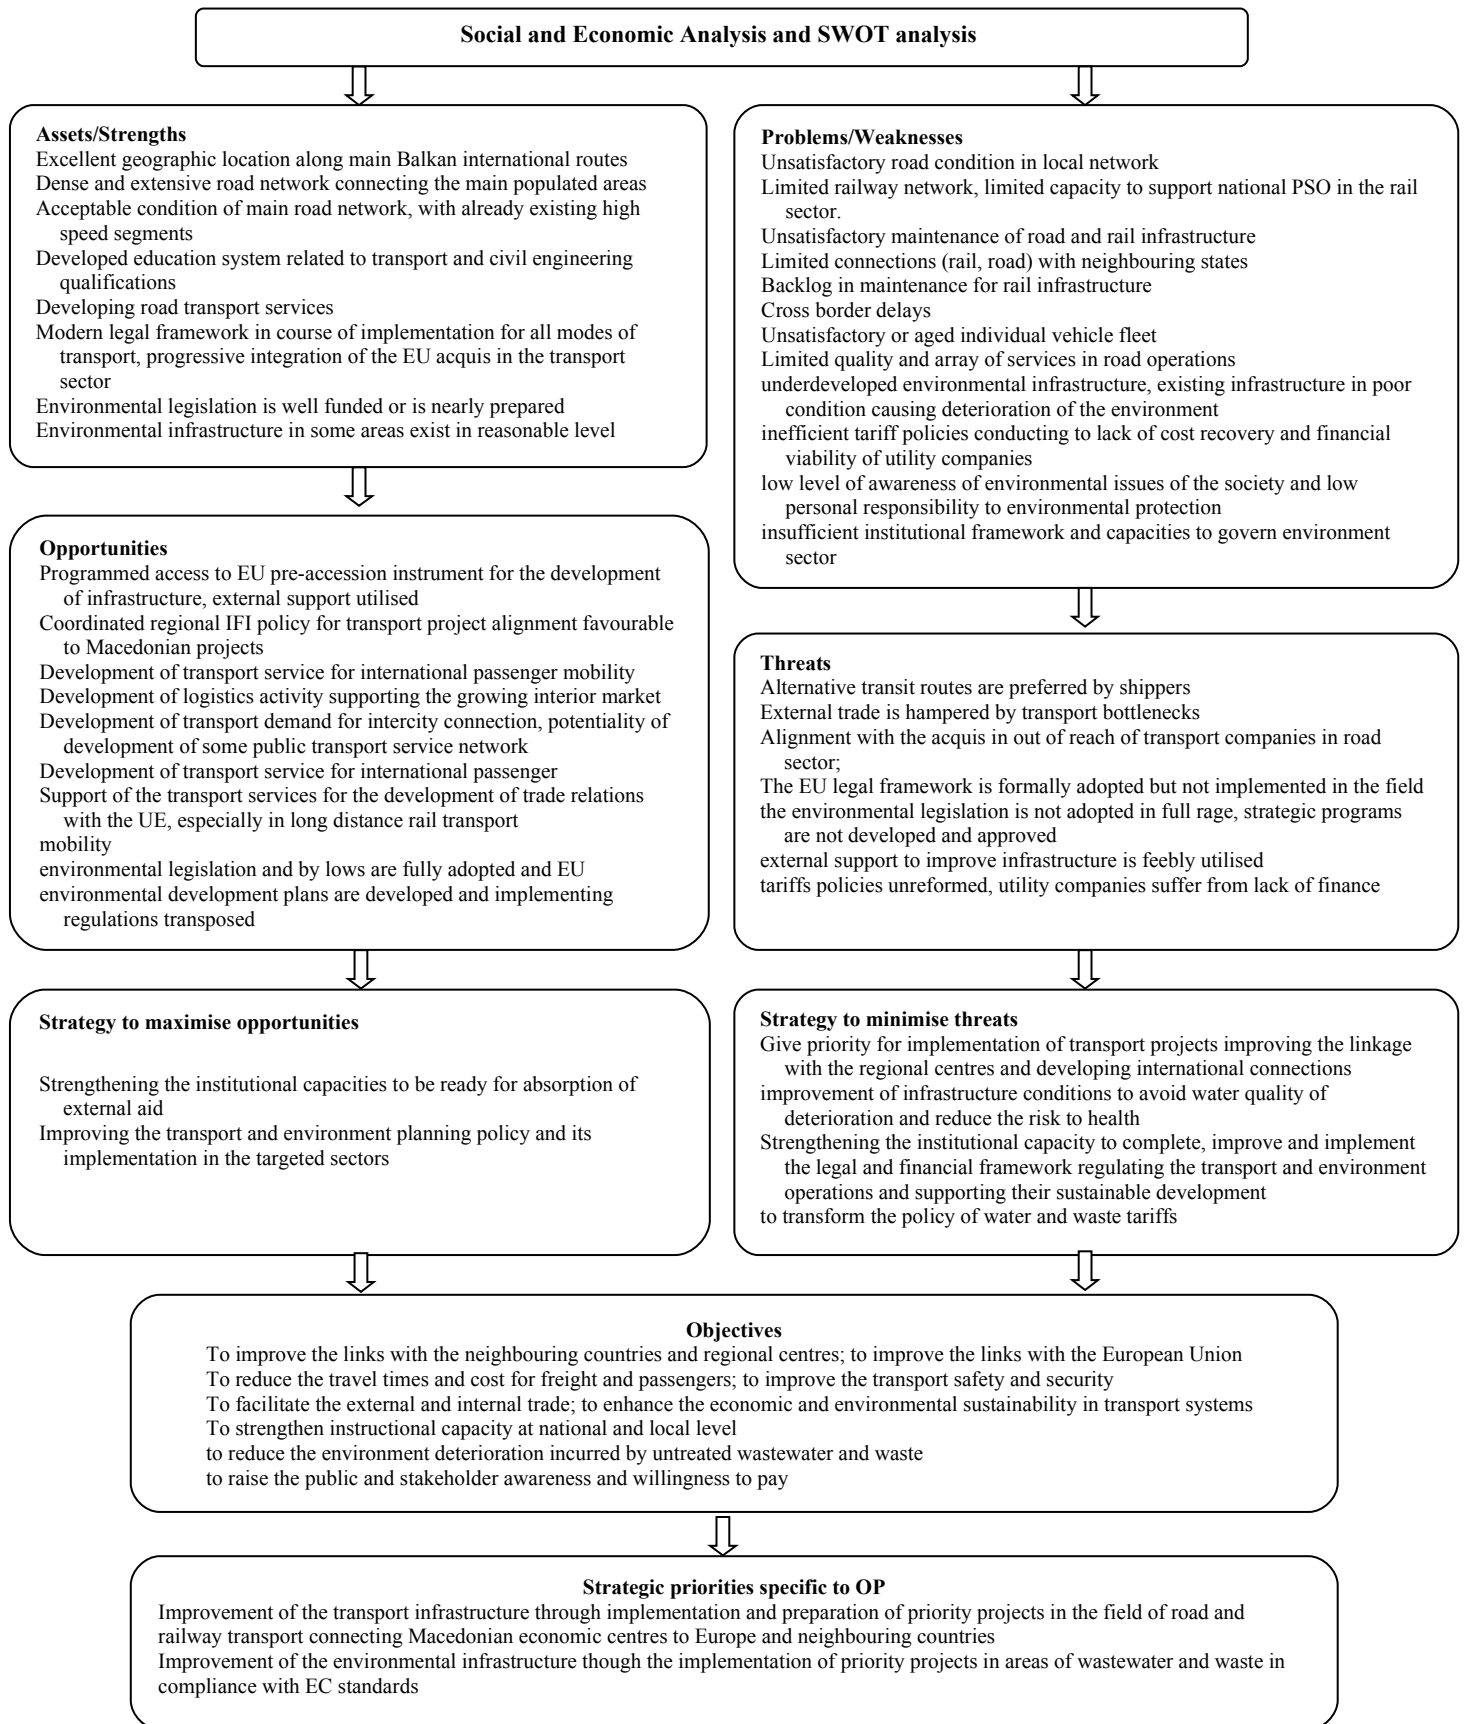 Social and Economic Analysis and SWOT analysis
Assets/Strengths
Excellent geographic location along main Balkan international routes
Dense and extensive road network connecting the main populated areas
Acceptable condition of main road network, with already existing high
speed segments
Developed education system related to transport and civil engineering
qualifications
Developing road transport services
Modern legal framework in course of implementation for all modes of
transport, progressive integration of the EU acquis in the transport
sector
Environmental legislation is well funded or is nearly prepared
Environmental infrastructure in some areas exist in reasonable level
Problems/Weaknesses
Unsatisfactory road condition in local network
Limited railway network, limited capacity to support national PSO in the rail
sector.
Unsatisfactory maintenance of road and rail infrastructure
Limited connections (rail, road) with neighbouring states
Backlog in maintenance for rail infrastructure
Cross border delays
Unsatisfactory or aged individual vehicle fleet
Limited quality and array of services in road operations
underdeveloped environmental infrastructure, existing infrastructure in poor
condition causing deterioration of the environment
inefficient tariff policies conducting to lack of cost recovery and financial
viability of utility companies
low level of awareness of environmental issues of the society and low
personal responsibility to environmental protection
insufficient institutional framework and capacities to govern environment
sector
Opportunities
Programmed access to EU pre-accession instrument for the development
of infrastructure, external support utilised
Coordinated regional IFI policy for transport project alignment favourable
to Macedonian projects
Development of transport service for international passenger mobility
Development of logistics activity supporting the growing interior market
Development of transport demand for intercity connection, potentiality of
development of some public transport service network
Development of transport service for international passenger
Support of the transport services for the development of trade relations
with the UE, especially in long distance rail transport
mobility
environmental legislation and by lows are fully adopted and EU
environmental development plans are developed and implementing
regulations transposed
Threats
Alternative transit routes are preferred by shippers
External trade is hampered by transport bottlenecks
Alignment with the acquis in out of reach of transport companies in road
sector;
The EU legal framework is formally adopted but not implemented in the field
the environmental legislation is not adopted in full rage, strategic programs
are not developed and approved
external support to improve infrastructure is feebly utilised
tariffs policies unreformed, utility companies suffer from lack of finance
Strategy to maximise opportunities
Strengthening the institutional capacities to be ready for absorption of
external aid
Improving the transport and environment planning policy and its
implementation in the targeted sectors
Strategy to minimise threats
Give priority for implementation of transport projects improving the linkage
with the regional centres and developing international connections
improvement of infrastructure conditions to avoid water quality of
deterioration and reduce the risk to health
Strengthening the institutional capacity to complete, improve and implement
the legal and financial framework regulating the transport and environment
operations and supporting their sustainable development
to transform the policy of water and waste tariffs
Objectives
To improve the links with the neighbouring countries and regional centres; to improve the links with the European Union
To reduce the travel times and cost for freight and passengers; to improve the transport safety and security
To facilitate the external and internal trade; to enhance the economic and environmental sustainability in transport systems
To strengthen instructional capacity at national and local level
to reduce the environment deterioration incurred by untreated wastewater and waste
to raise the public and stakeholder awareness and willingness to pay
Strategic priorities specific to OP
Improvement of the transport infrastructure through implementation and preparation of priority projects in the field of road and
railway transport connecting Macedonian economic centres to Europe and neighbouring countries
Improvement of the environmental infrastructure though the implementation of priority projects in areas of wastewater and waste in
compliance with EC standards